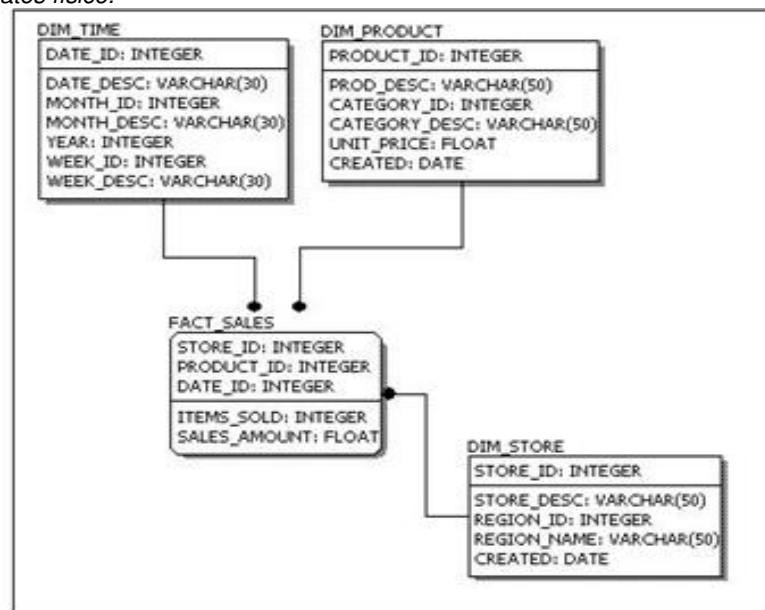 datos físico.
DIM_TIME
DATE_ID: INTEGER
DATE_DESC: VARCHAR(30)
MONTH_ID: INTEGER
MONTH_DESC: VARCHAR(30)
YEAR: INTEGER
WEEK_ID: INTEGER
WEEK_DESC: VARCHAR(30)
DIM_PRODUCT
PRODUCT_ID: INTEGER
PROD_DESC: VARCHAR(50)
CATEGORY_ID: INTEGER
CATEGORY_DESC: VARCHAR(50)
UNIT_PRICE: FLOAT
CREATED: DATE
FACT_SALES
STORE_ID: INTEGER
PRODUCT_ID: INTEGER
DATE_ID: INTEGER
ITEMS_SOLD: INTEGER
SALES_AMOUNT: FLOAT
DIM_STORE
STORE_ID: INTEGER
STORE_DESC: VARCHAR(50)
REGION_ID: INTEGER
REGION_NAME: VARCHAR(50)
CREATED: DATE